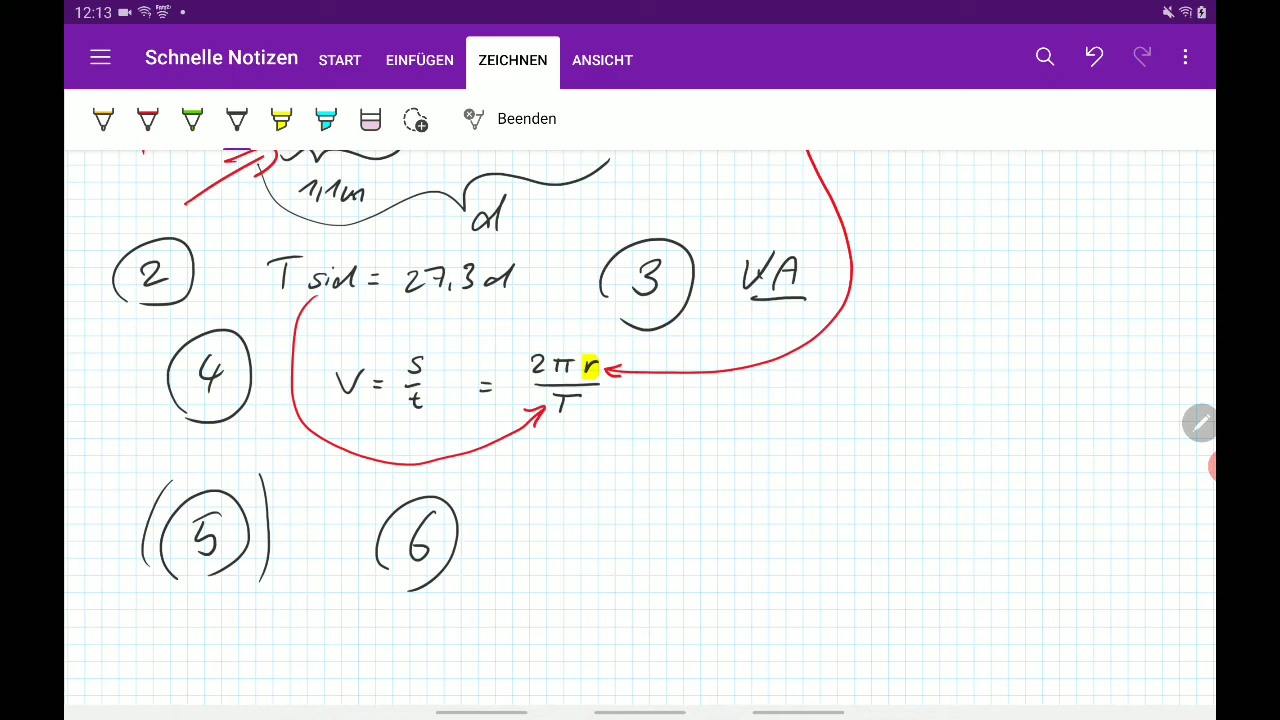 12:13
Schnelle Notizen START EINFÜGEN ZEICHNEN ANSICHT
Beenden
1,1m
d
2 T sid = 27,3d 3 VA
4 V = s/t = 2πr/T
(5) 6